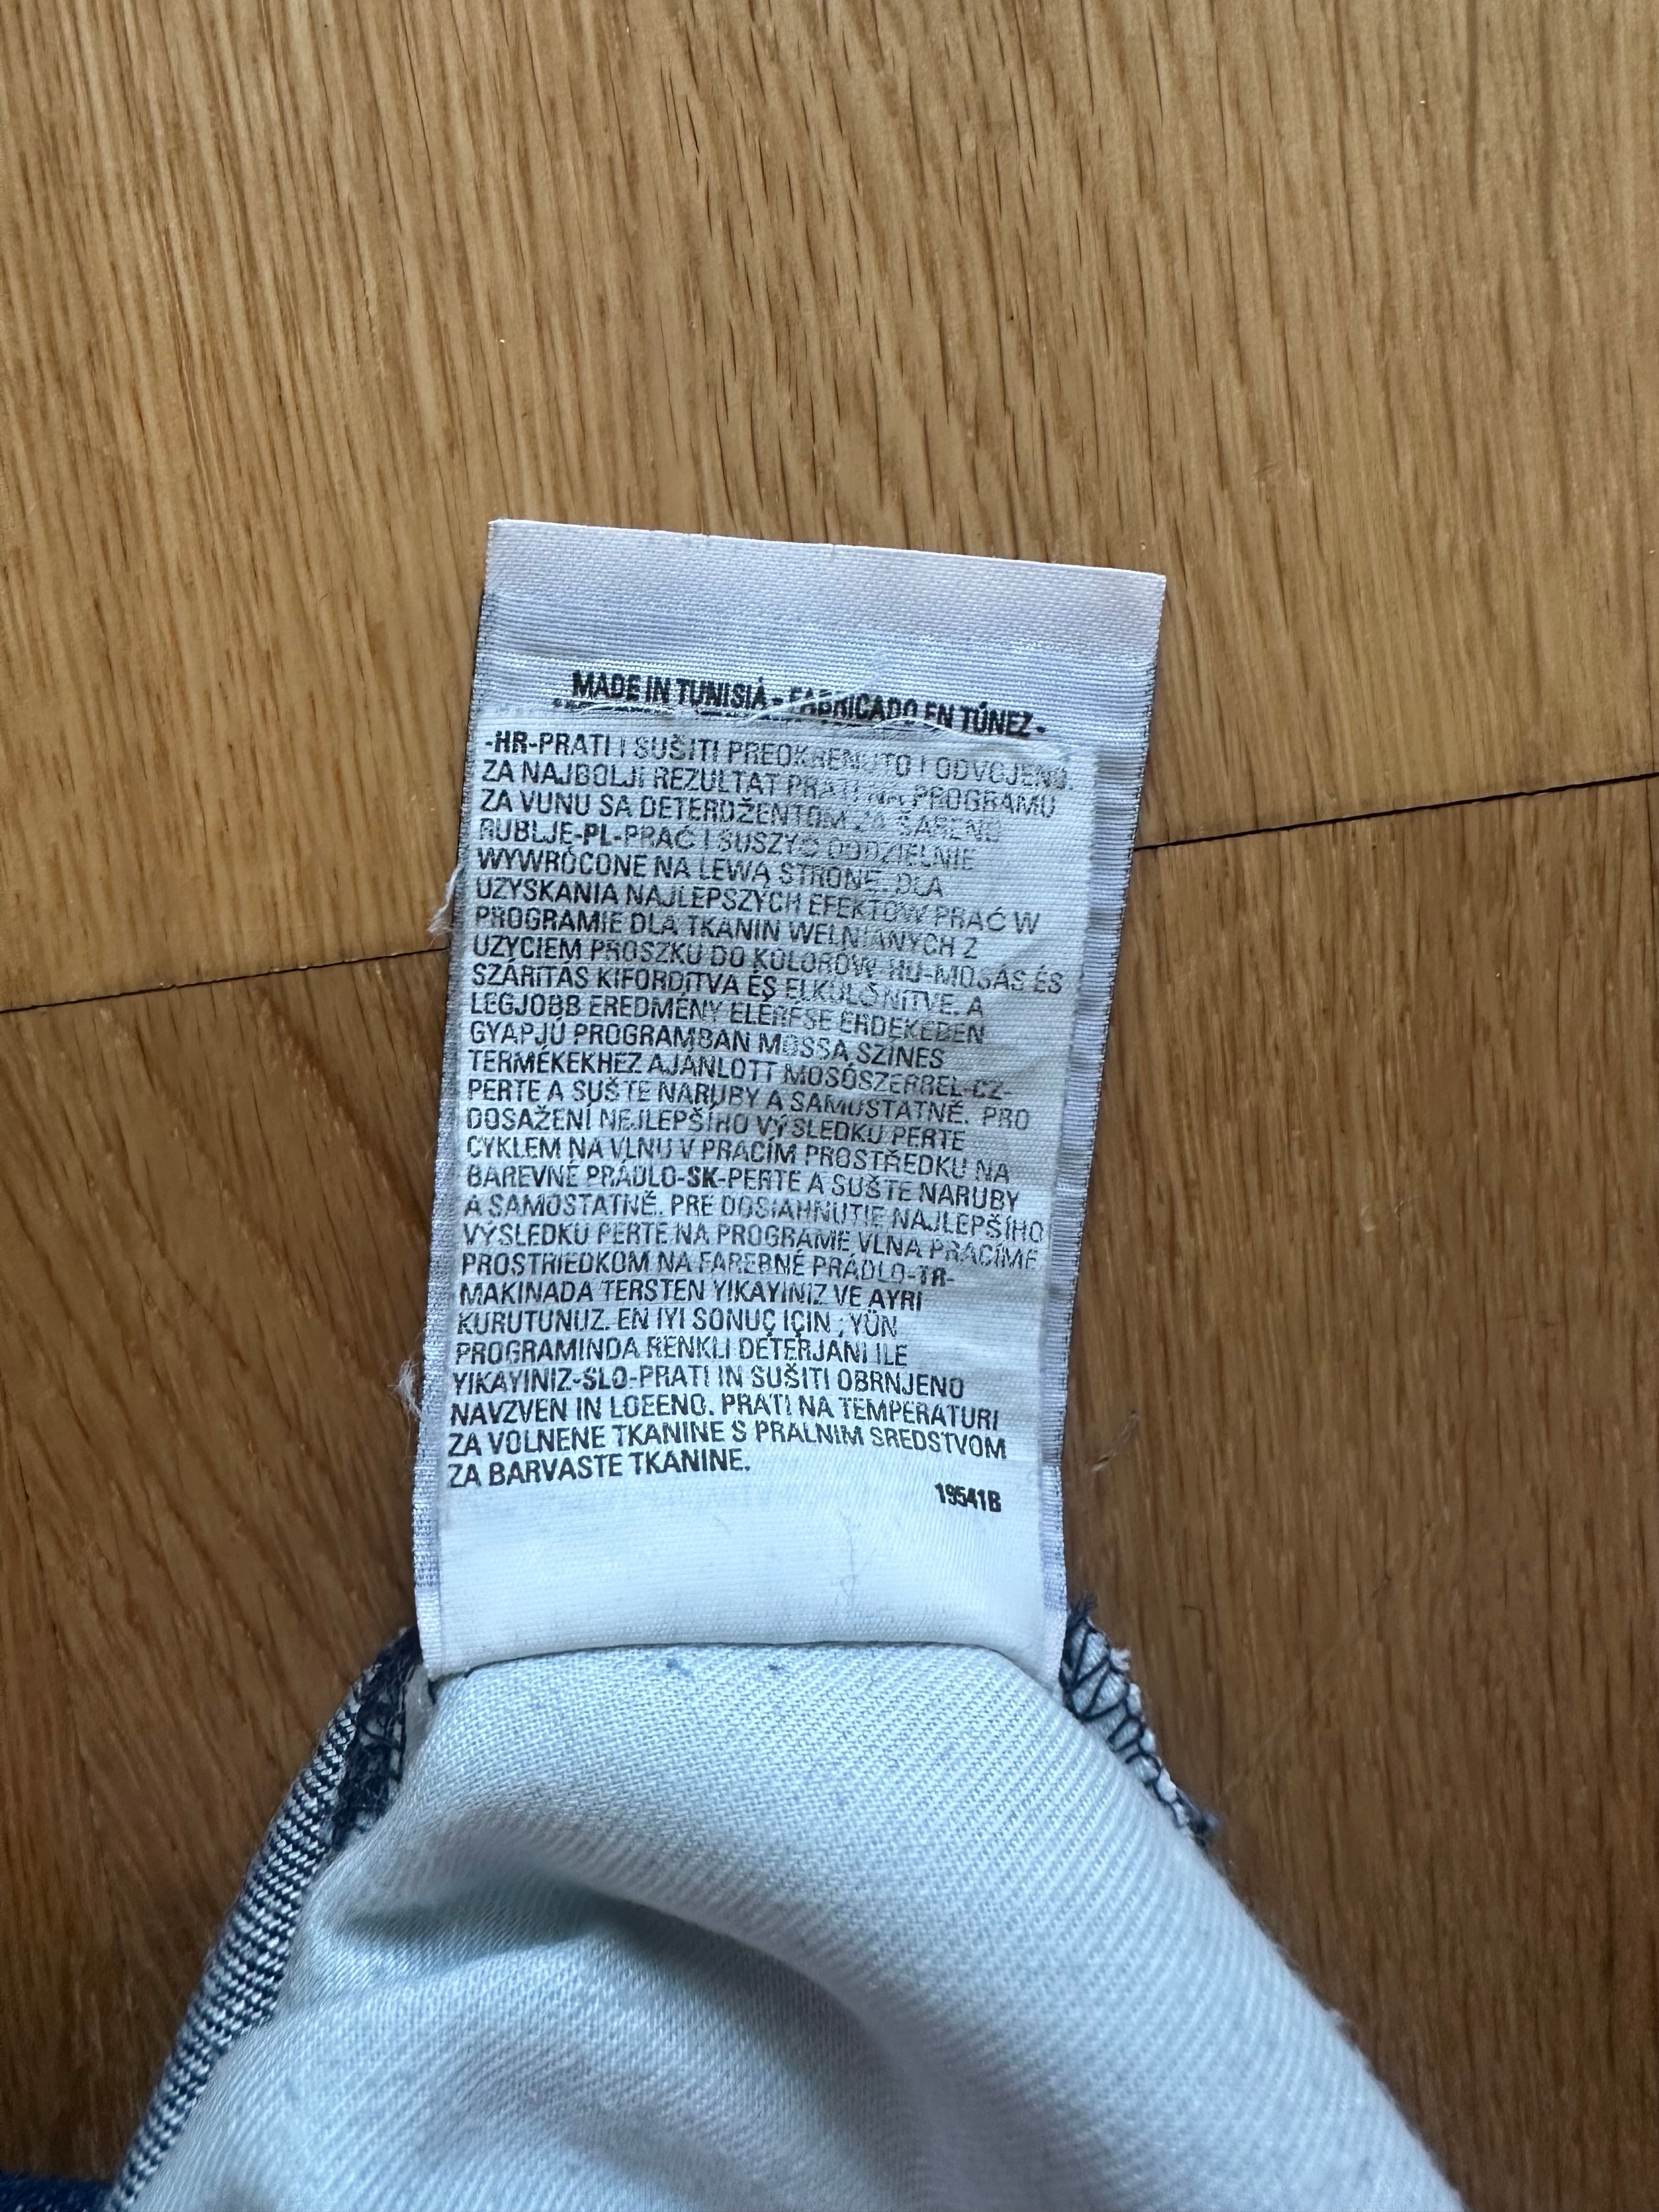 MADE IN TUNISIA - FABRICADO EN TÚNEZ -
-HR-PRATI I SUŠITI PREOKRENUTO I ODVOJENO.
ZA NAJBOLJI REZULTAT PRATI NA PROGRAMU
ZA VUNU SA DETERDŽENTOM ZA ŠARENO
RUBLJE-PL-PRAĆ I SUSZYĆ ODDZIELNIE
WYWRÓCONE NA LEWĄ STRONĘ. DLA
UZYSKANIA NAJLEPSZYCH EFEKTÓW PRAĆ W
PROGRAMIE DLA TKANIN WEŁNIANYCH Z
UŻYCIEM PROSZKU DO KOLORÓW-HU-MOSÁS ÉS
SZÁRÍTÁS KIFORDÍTVA ÉS ELKÜLÖNÍTVE. A
LEGJOBB EREDMÉNY ELÉRÉSE ÉRDEKÉBEN
GYAPJÚ PROGRAMBAN MOSSA SZÍNES
TERMÉKEKHEZ AJÁNLOTT MOSÓSZERREL-CZ-
PERTE A SUŠTE NARUBY A SAMOSTATNĚ. PRO
DOSAŽENÍ NEJLEPŠÍHO VÝSLEDKU PERTE
CYKLEM NA VLNU V PRACÍM PROSTŘEDKU NA
BAREVNÉ PRÁDLO-SK-PERTE A SUŠTE NARUBY
A SAMOSTATNĚ. PRE DOSIAHNUTIE NAJLEPŠÍHO
VÝSLEDKU PERTE NA PROGRAME VLNA PRACÍME
PROSTRIEDKOM NA FAREBNÉ PRÁDLO-TR-
MAKINADA TERSTEN YIKAYINIZ VE AYRI
KURUTUNUZ. EN IYI SONUÇ IÇIN ; YÜN
PROGRAMINDA RENKLI DETERJANI ILE
YIKAYINIZ-SLO-PRATI IN SUŠITI OBRNJENO
NAVZVEN IN LOEENO. PRATI NA TEMPERATURI
ZA VOLNENE TKANINE S PRALNIM SREDSTVOM
ZA BARVASTE TKANINE.
19541B